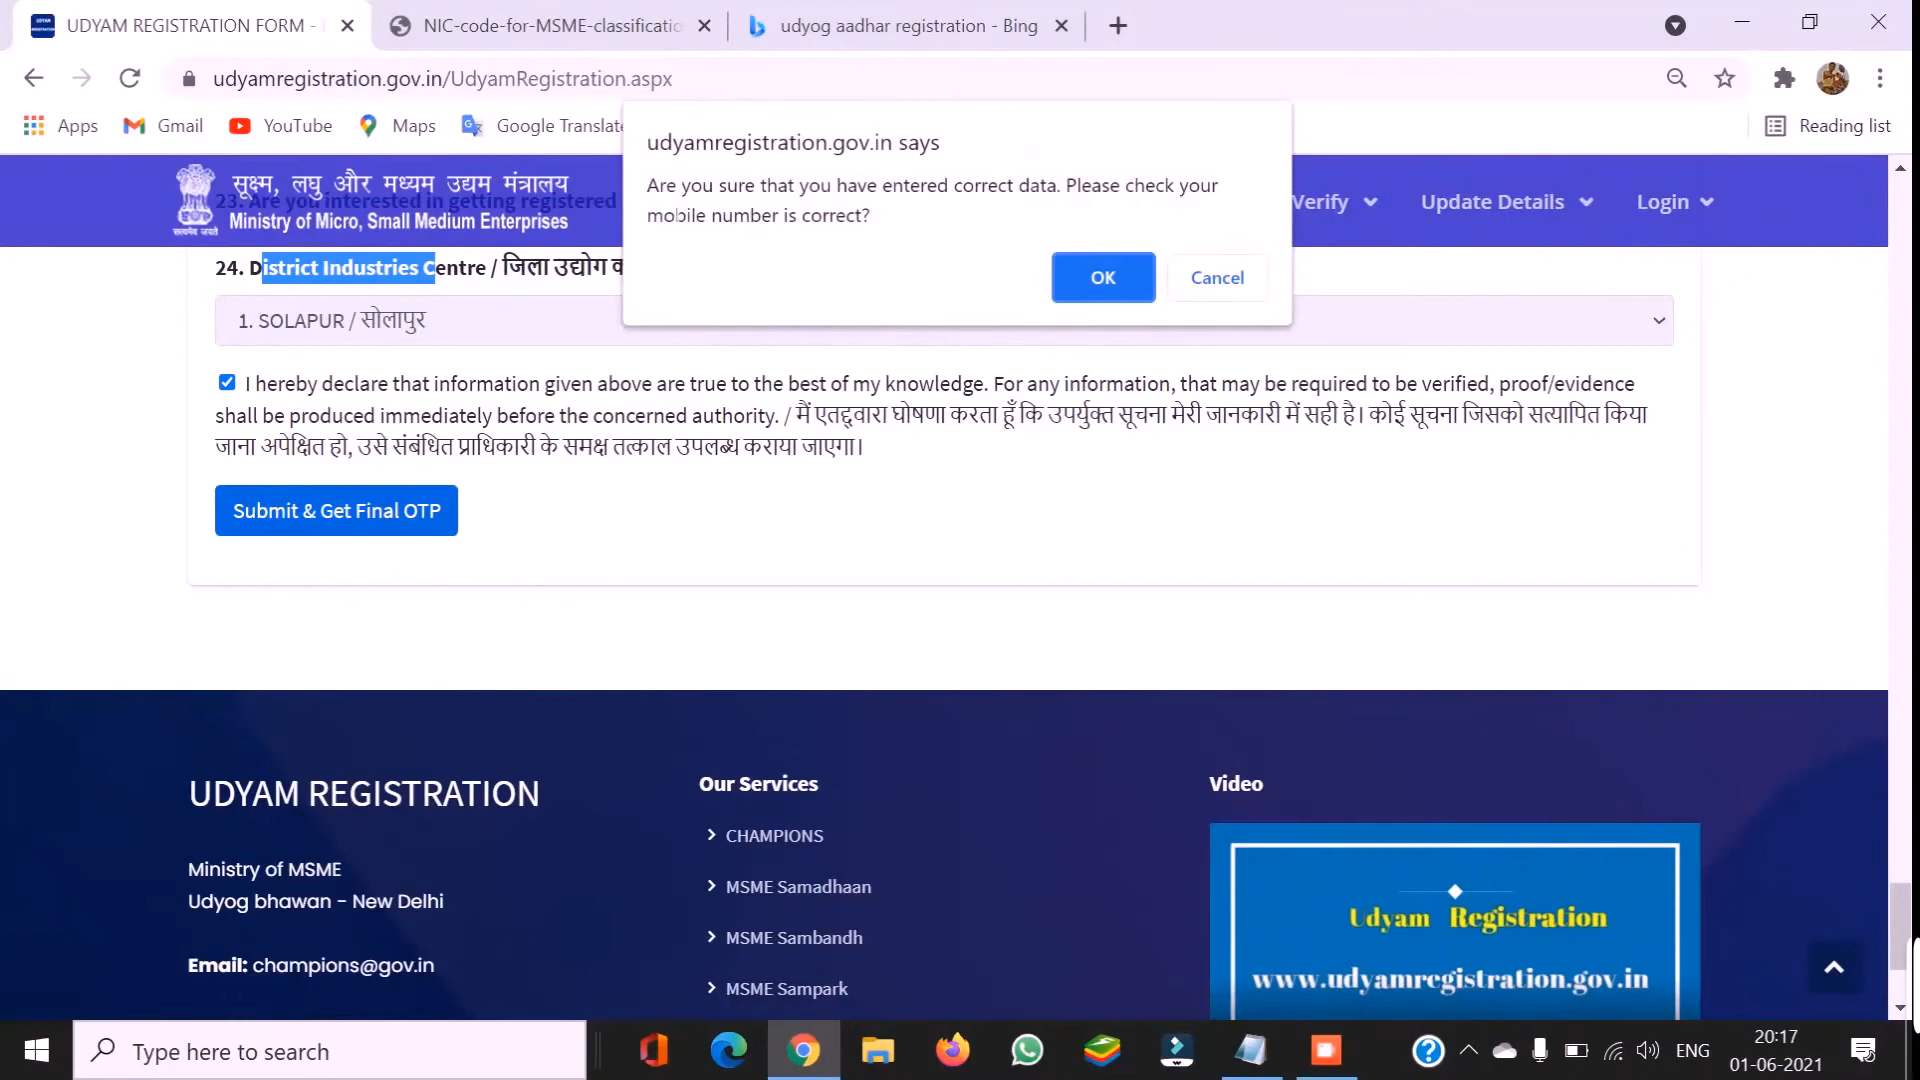 UDYAM REGISTRATION FORM -
NIC-code-for-MSME-classificatio
udyog aadhar registration - Bing
udyamregistration.gov.in/UdyamRegistration.aspx
Apps
Gmail
YouTube
Maps
Google Translate
Reading list
udyamregistration.gov.in says
Are you sure that you have entered correct data. Please check your
mobile number is correct?
OK
Cancel
सूक्ष्म, लघु और मध्यम उद्यम मंत्रालय
Ministry of Micro, Small Medium Enterprises
23. Are you interested in getting registered
Verify
Update Details
Login
24. District Industries Centre / जिला उद्योग
1. SOLAPUR / सोलापुर
I hereby declare that information given above are true to the best of my knowledge. For any information, that may be required to be verified, proof/evidence
shall be produced immediately before the concerned authority. / मैं एतद्द्वारा घोषणा करता हूँ कि उपर्युक्त सूचना मेरी जानकारी में सही है। कोई सूचना जिसको सत्यापित किया
जाना अपेक्षित हो, उसे संबंधित प्राधिकारी के समक्ष तत्काल उपलब्ध कराया जाएगा।
Submit & Get Final OTP
UDYAM REGISTRATION
Ministry of MSME
Udyog bhawan - New Delhi
Email: champions@gov.in
Our Services
CHAMPIONS
MSME Samadhaan
MSME Sambandh
MSME Sampark
Video
Udyam Registration
www.udyamregistration.gov.in
Type here to search
ENG
20:17
01-06-2021